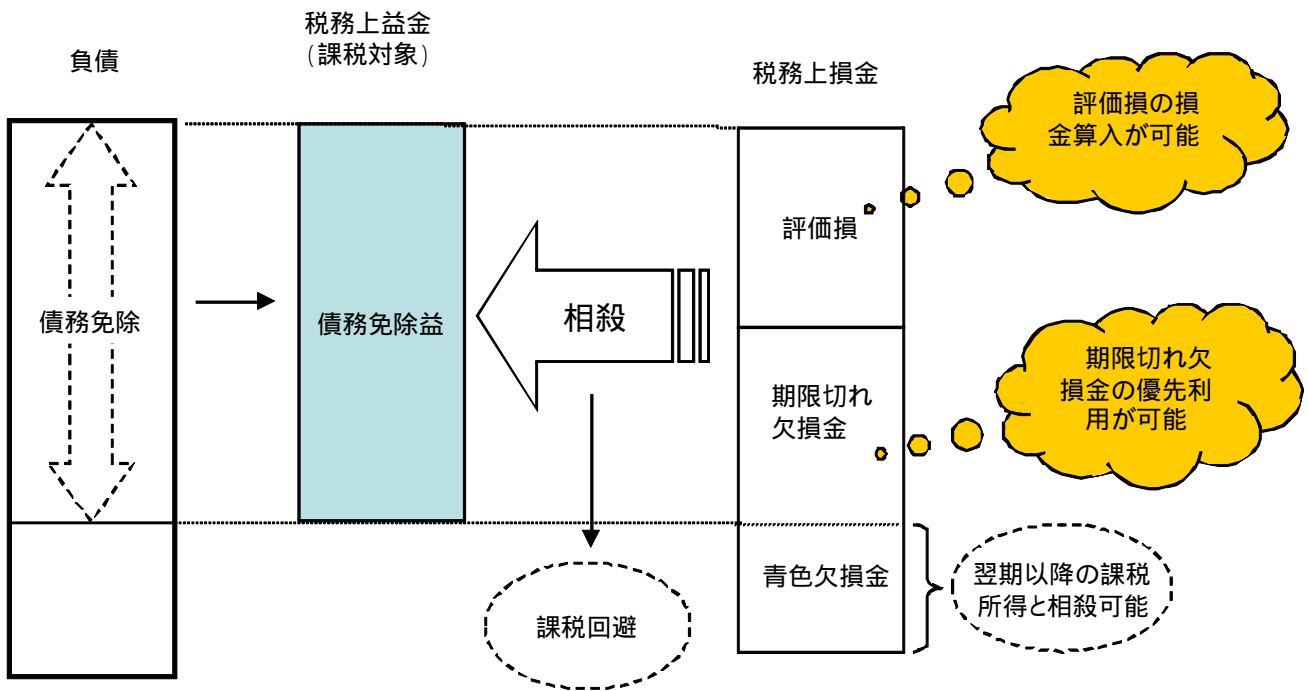 負債
税務上益金
(課税対象)
税務上損金
評価損の損
金算入が可能
評価損
債務免除
債務免除益
相殺
期限切れ
欠損金
期限切れ欠
損金の優先利
用が可能
青色欠損金
翌期以降の課税
所得と相殺可能
課税回避